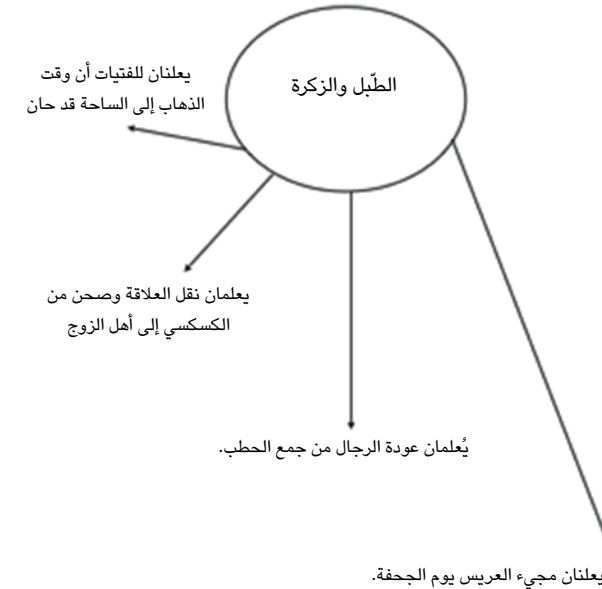 الطّبل والزكرة
يعلنان للفتيات أن وقت
الذهاب إلى الساحة قد حان
يعلمان نقل العلاقة وصحن من
الكسكسي إلى أهل الزوج
يُعلمان عودة الرجال من جمع الحطب.
يعلنان مجيء العريس يوم الجحفة.